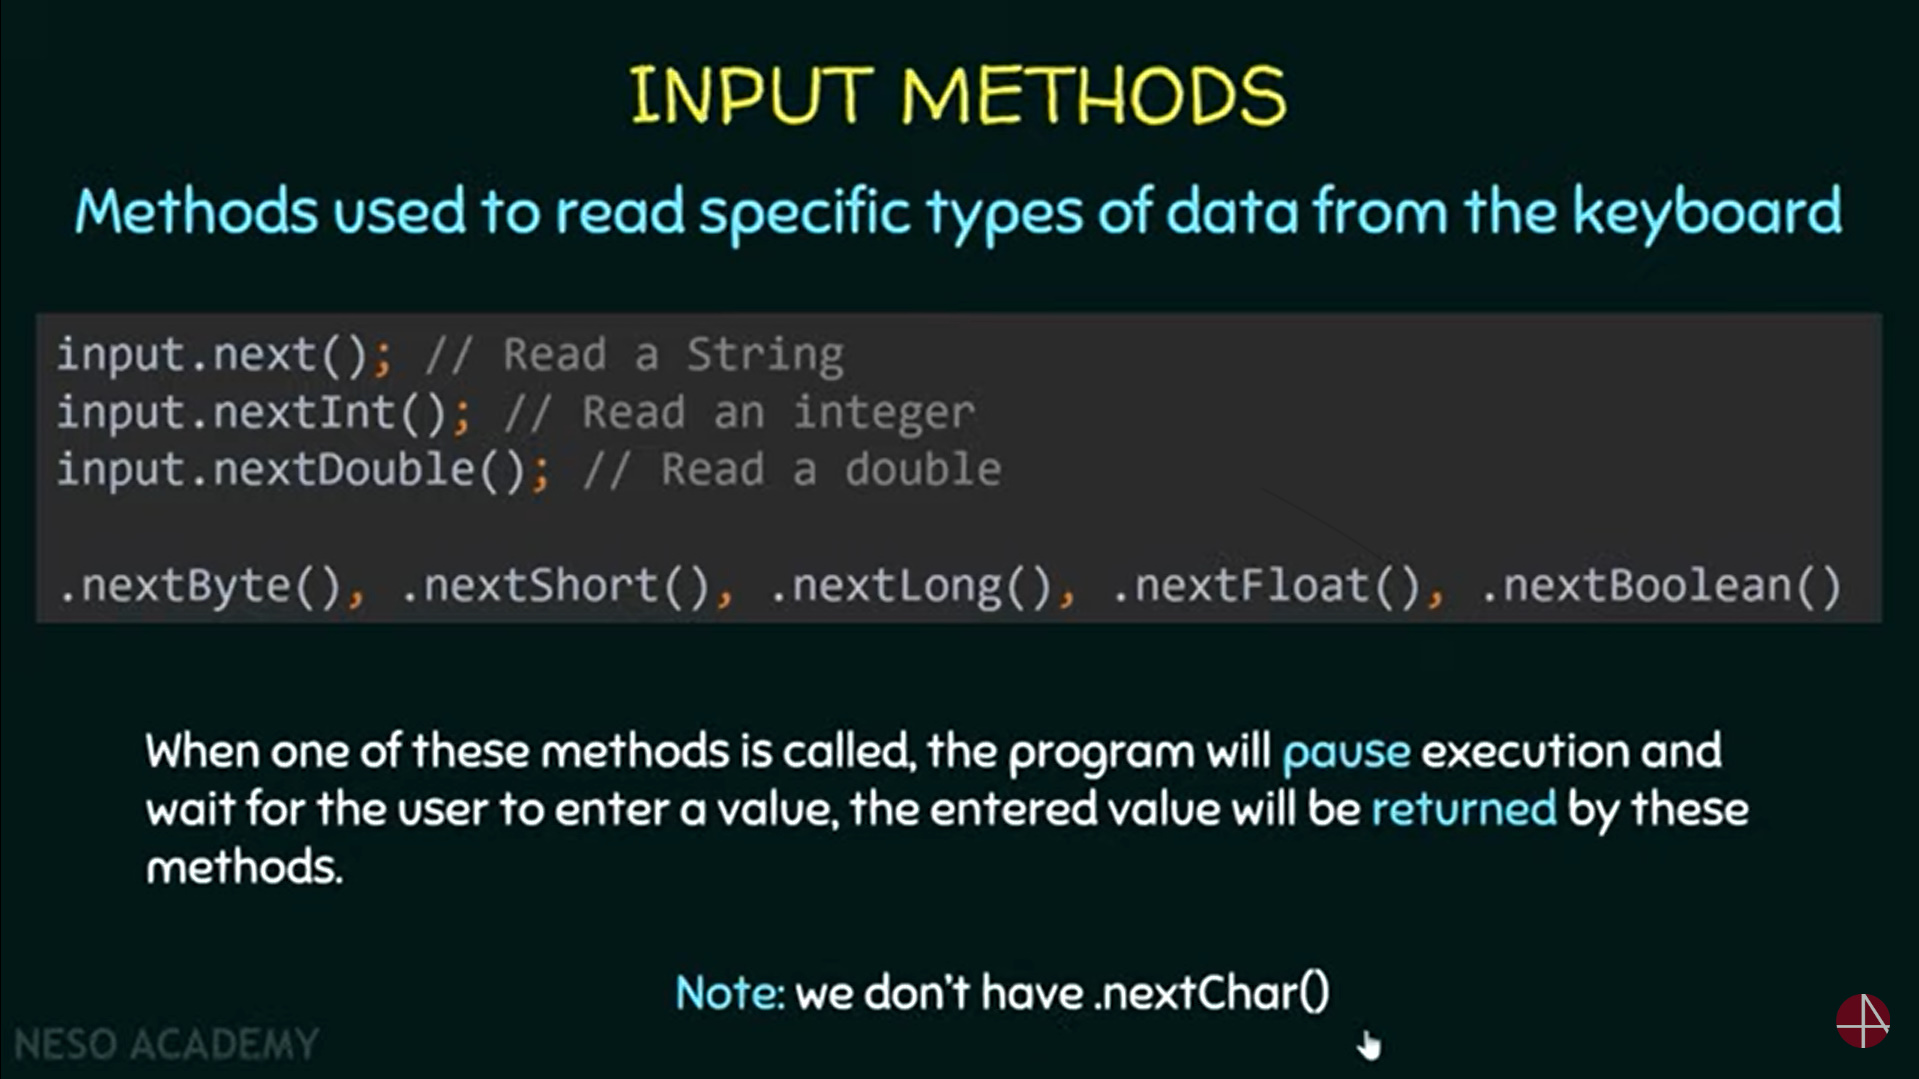 INPUT METHODS
Methods used to read specific types of data from the keyboard
input.next(); // Read a String
input.nextInt(); // Read an integer
input.nextDouble(); // Read a double
.nextByte(), .nextShort(), .nextLong(), .nextFloat(), .nextBoolean()
When one of these methods is called, the program will pause execution and
wait for the user to enter a value, the entered value will be returned by these
methods.
Note: we don't have .nextChar()
NESO ACADEMY